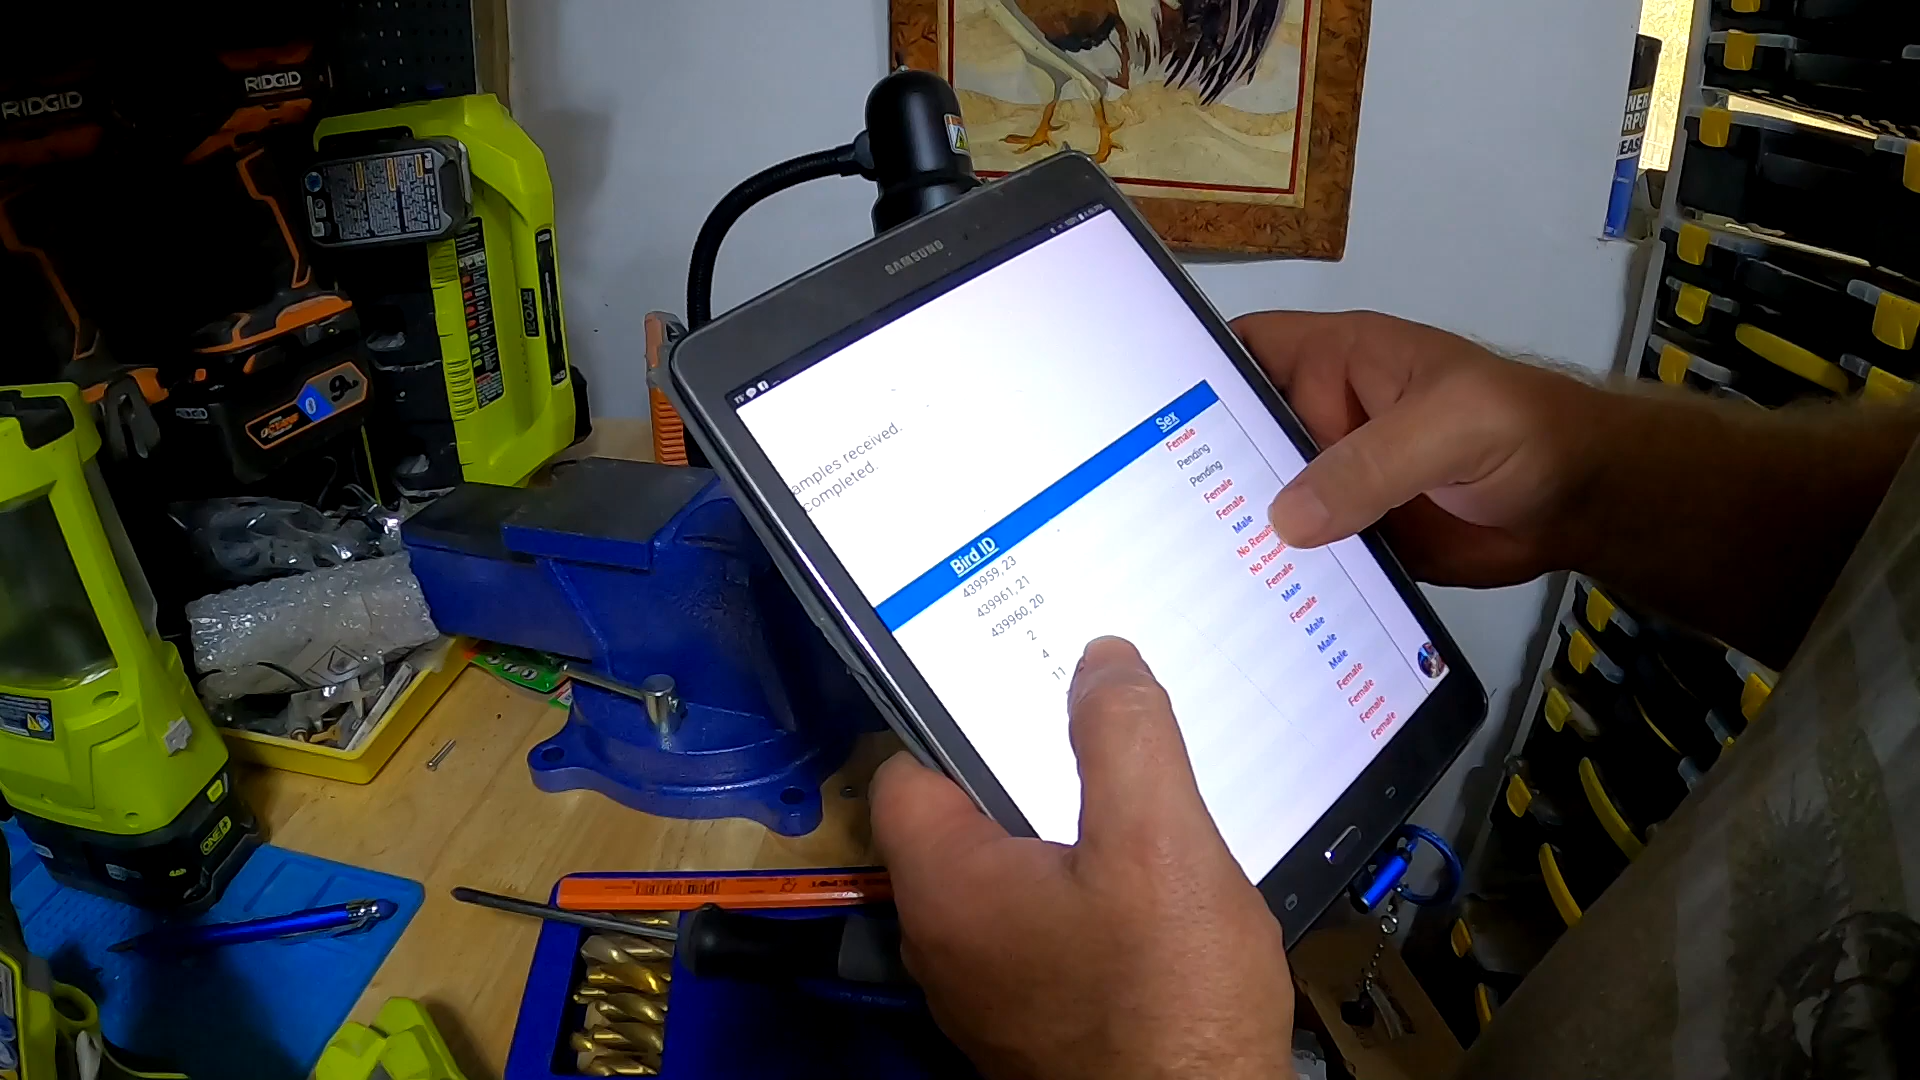 RIDGID
RIDGID
RYOBI
ONE+
SAMSUNG
amples received.
completed.
Bird ID
Sex
439959, 23
Female
439961, 21
Pending
439960, 20
Pending
2
Female
4
Female
11
Male
No Result
No Result
Female
Male
Female
Male
Male
Male
Female
Female
Female
Female